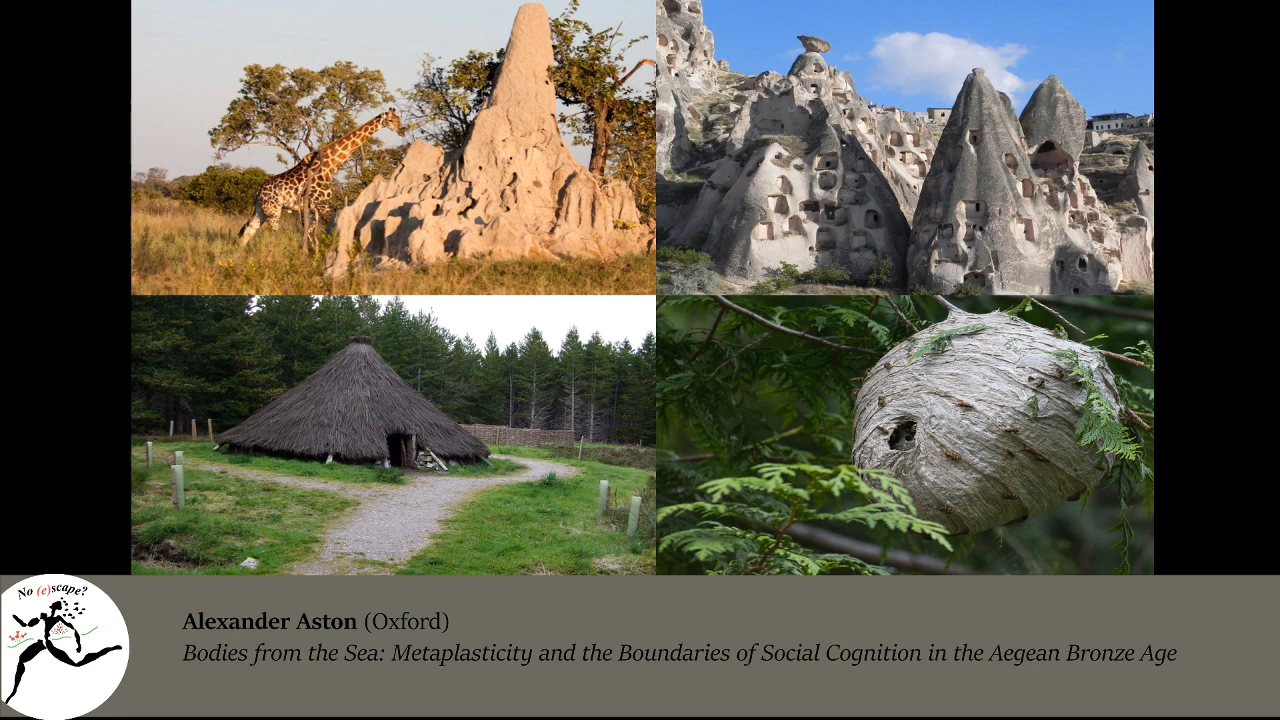 No (e)scape?
Alexander Aston (Oxford)
Bodies from the Sea: Metaplasticity and the Boundaries of Social Cognition in the Aegean Bronze Age